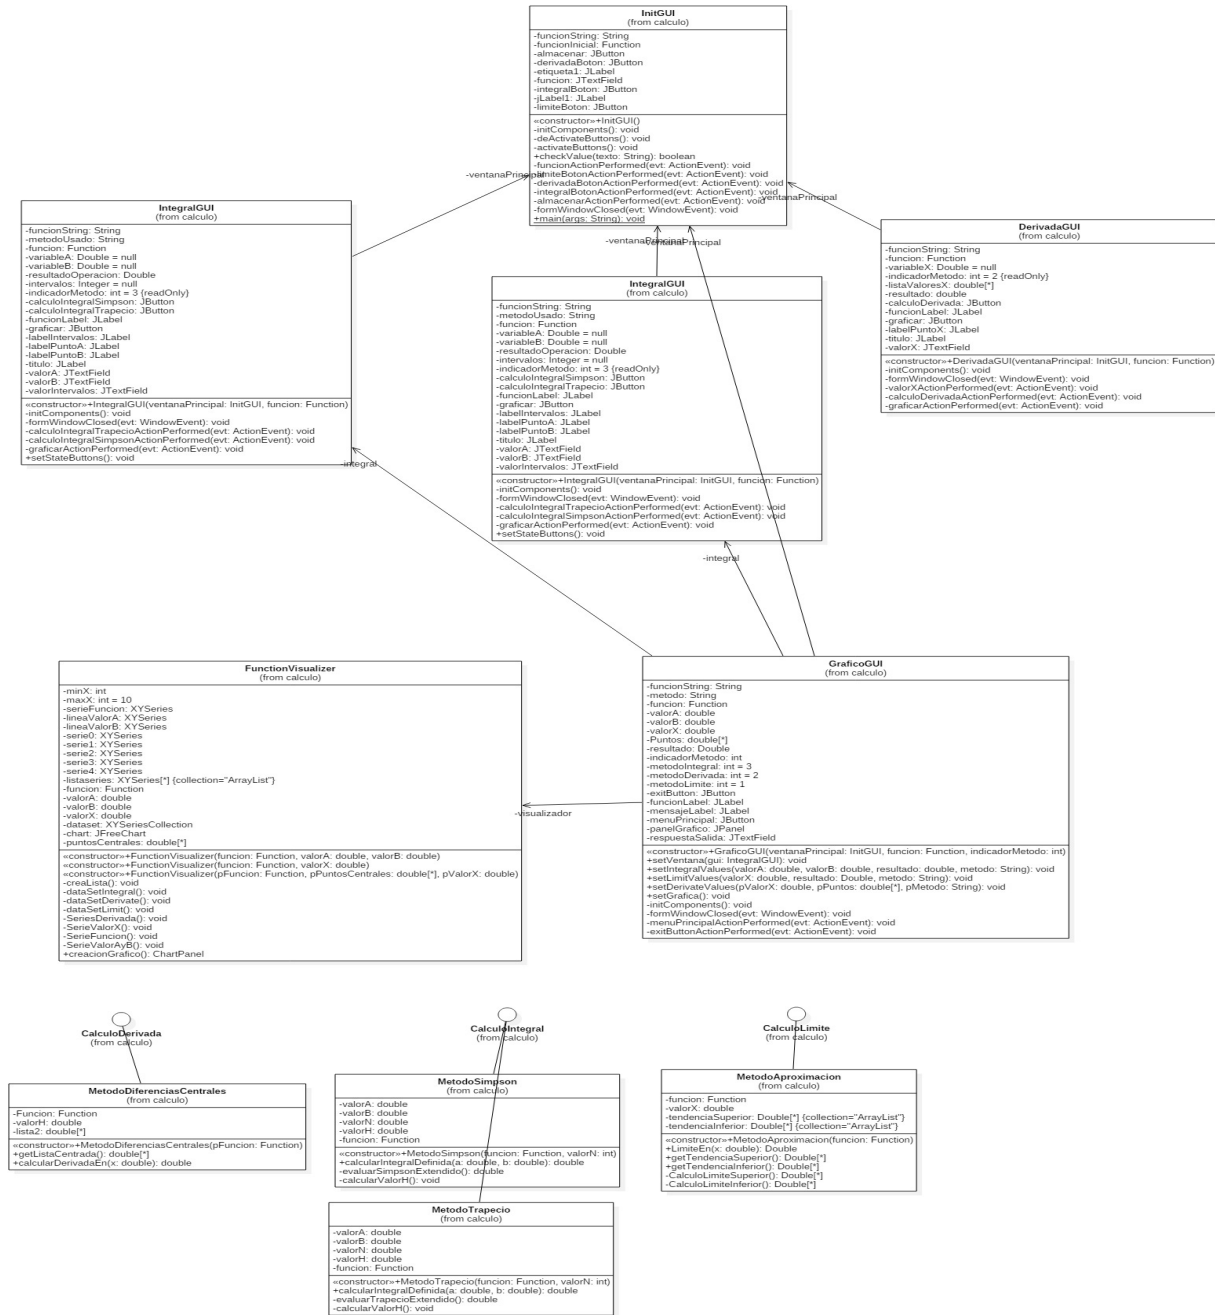 InitGUI
(from calculo)
-funcionString: String
-funcionInicial: Function
-almacenar: JButton
-derivadaBoton: JButton
-etiqueta1: JLabel
-funcion: JTextField
-integralBoton: JButton
-jLabel1: JLabel
-limiteBoton: JButton
«constructor»+InitGUI()
-initComponents(): void
-deActivateButtons(): void
-activateButtons(): void
+checkValue(texto: String): boolean
-funcionActionPerformed(evt: ActionEvent): void
-limiteBotonActionPerformed(evt: ActionEvent): void
-derivadaBotonActionPerformed(evt: ActionEvent): void
-integralBotonActionPerformed(evt: ActionEvent): void
-almacenarActionPerformed(evt: ActionEvent): void
-formWindowClosed(evt: WindowEvent): void
+main(args: String): void
-ventanaPrincipal
-ventanaPrincipal
-ventanaPrincipal
-ventanaPrincipal
IntegralGUI
(from calculo)
-funcionString: String
-metodoUsado: String
-funcion: Function
-variableA: Double = null
-variableB: Double = null
-resultadoOperacion: Double
-intervalos: Integer = null
-indicadorMetodo: int = 3 {readOnly}
-calculoIntegralSimpson: JButton
-calculoIntegralTrapecio: JButton
-funcionLabel: JLabel
-graficar: JButton
-labelIntervalos: JLabel
-labelPuntoA: JLabel
-labelPuntoB: JLabel
-titulo: JLabel
-valorA: JTextField
-valorB: JTextField
-valorIntervalos: JTextField
«constructor»+IntegralGUI(ventanaPrincipal: InitGUI, funcion: Function)
-initComponents(): void
-formWindowClosed(evt: WindowEvent): void
-calculoIntegralTrapecioActionPerformed(evt: ActionEvent): void
-calculoIntegralSimpsonActionPerformed(evt: ActionEvent): void
-graficarActionPerformed(evt: ActionEvent): void
+setStateButtons(): void
-integral
IntegralGUI
(from calculo)
-funcionString: String
-metodoUsado: String
-funcion: Function
-variableA: Double = null
-variableB: Double = null
-resultadoOperacion: Double
-intervalos: Integer = null
-indicadorMetodo: int = 3 {readOnly}
-calculoIntegralSimpson: JButton
-calculoIntegralTrapecio: JButton
-funcionLabel: JLabel
-graficar: JButton
-labelIntervalos: JLabel
-labelPuntoA: JLabel
-labelPuntoB: JLabel
-titulo: JLabel
-valorA: JTextField
-valorB: JTextField
-valorIntervalos: JTextField
«constructor»+IntegralGUI(ventanaPrincipal: InitGUI, funcion: Function)
-initComponents(): void
-formWindowClosed(evt: WindowEvent): void
-calculoIntegralTrapecioActionPerformed(evt: ActionEvent): void
-calculoIntegralSimpsonActionPerformed(evt: ActionEvent): void
-graficarActionPerformed(evt: ActionEvent): void
+setStateButtons(): void
-integral
DerivadaGUI
(from calculo)
-funcionString: String
-funcion: Function
-variableX: Double = null
-indicadorMetodo: int = 2 {readOnly}
-listaValoresX: double[*]
-resultado: double
-calculoDerivada: JButton
-funcionLabel: JLabel
-graficar: JButton
-labelPuntoX: JLabel
-titulo: JLabel
-valorX: JTextField
«constructor»+DerivadaGUI(ventanaPrincipal: InitGUI, funcion: Function)
-initComponents(): void
-formWindowClosed(evt: WindowEvent): void
-valorXActionPerformed(evt: ActionEvent): void
-calculoDerivadaActionPerformed(evt: ActionEvent): void
-graficarActionPerformed(evt: ActionEvent): void
FunctionVisualizer
(from calculo)
-minX: int
-maxX: int = 10
-serieFuncion: XYSeries
-lineaValorA: XYSeries
-lineaValorB: XYSeries
-serie0: XYSeries
-serie1: XYSeries
-serie2: XYSeries
-serie3: XYSeries
-serie4: XYSeries
-listaseries: XYSeries[*] {collection="ArrayList"}
-funcion: Function
-valorA: double
-valorB: double
-valorX: double
-dataset: XYSeriesCollection
-chart: JFreeChart
-puntosCentrales: double[*]
«constructor»+FunctionVisualizer(funcion: Function, valorA: double, valorB: double)
«constructor»+FunctionVisualizer(funcion: Function, valorX: double)
«constructor»+FunctionVisualizer(pFuncion: Function, pPuntosCentrales: double[*], pValorX: double)
-creaLista(): void
-dataSetIntegral(): void
-dataSetDerivate(): void
-dataSetLimit(): void
-SeriesDerivada(): void
-SerieValorX(): void
-SerieFuncion(): void
-SerieValorAyB(): void
+creacionGrafico(): ChartPanel
-visualizador
GraficoGUI
(from calculo)
-funcionString: String
-metodo: String
-funcion: Function
-valorA: double
-valorB: double
-valorX: double
-Puntos: double[*]
-resultado: Double
-indicadorMetodo: int
-metodoIntegral: int = 3
-metodoDerivada: int = 2
-metodoLimite: int = 1
-exitButton: JButton
-funcionLabel: JLabel
-mensajeLabel: JLabel
-menuPrincipal: JButton
-panelGrafico: JPanel
-respuestaSalida: JTextField
«constructor»+GraficoGUI(ventanaPrincipal: InitGUI, funcion: Function, indicadorMetodo: int)
+setVentana(gui: IntegralGUI): void
+setIntegralValues(valorA: double, valorB: double, resultado: double, metodo: String): void
+setLimitValues(valorX: double, resultado: Double, metodo: String): void
+setDerivateValues(pValorX: double, pPuntos: double[*], pMetodo: String): void
+setGrafica(): void
-initComponents(): void
-formWindowClosed(evt: WindowEvent): void
-menuPrincipalActionPerformed(evt: ActionEvent): void
-exitButtonActionPerformed(evt: ActionEvent): void
CalculoDerivada
(from calculo)
CalculoIntegral
(from calculo)
CalculoLimite
(from calculo)
MetodoDiferenciasCentrales
(from calculo)
-Funcion: Function
-valorH: double
-lista2: double[*]
«constructor»+MetodoDiferenciasCentrales(pFuncion: Function)
+getListaCentrada(): double[*]
+calcularDerivadaEn(x: double): double
MetodoSimpson
(from calculo)
-valorA: double
-valorB: double
-valorN: double
-valorH: double
-funcion: Function
«constructor»+MetodoSimpson(funcion: Function, valorN: int)
+calcularIntegralDefinida(a: double, b: double): double
-evaluarSimpsonExtendido(): double
-calcularValorH(): void
MetodoAproximacion
(from calculo)
-funcion: Function
-valorX: double
-tendenciaSuperior: Double[*] {collection="ArrayList"}
-tendenciaInferior: Double[*] {collection="ArrayList"}
«constructor»+MetodoAproximacion(funcion: Function)
+LimiteEn(x: double): Double
+getTendenciaSuperior(): Double[*]
+getTendenciaInferior(): Double[*]
-CalculoLimiteSuperior(): Double[*]
-CalculoLimiteInferior(): Double[*]
MetodoTrapecio
(from calculo)
-valorA: double
-valorB: double
-valorN: double
-valorH: double
-funcion: Function
«constructor»+MetodoTrapecio(funcion: Function, valorN: int)
+calcularIntegralDefinida(a: double, b: double): double
-evaluarTrapecioExtendido(): double
-calcularValorH(): void